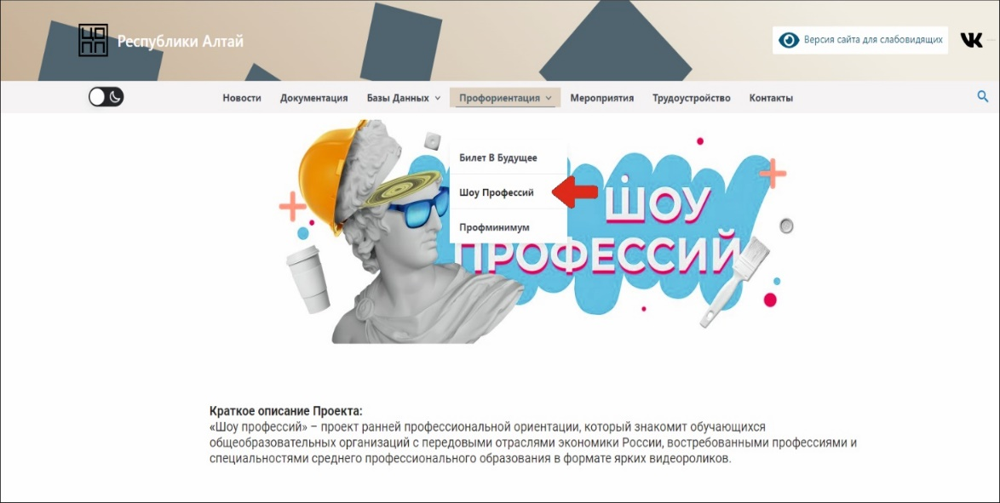 ЦОПП
Республики Алтай
Версия сайта для слабовидящих
Новости Документация Базы Данных Профориентация Мероприятия Трудоустройство Контакты
Билет В Будущее
Шоу Профессий
Профминимум
ШОУ
ПРОФЕССИЙ
Краткое описание Проекта:
«Шоу профессий» – проект ранней профессиональной ориентации, который знакомит обучающихся
общеобразовательных организаций с передовыми отраслями экономики России, востребованными профессиями и
специальностями среднего профессионального образования в формате ярких видеороликов.